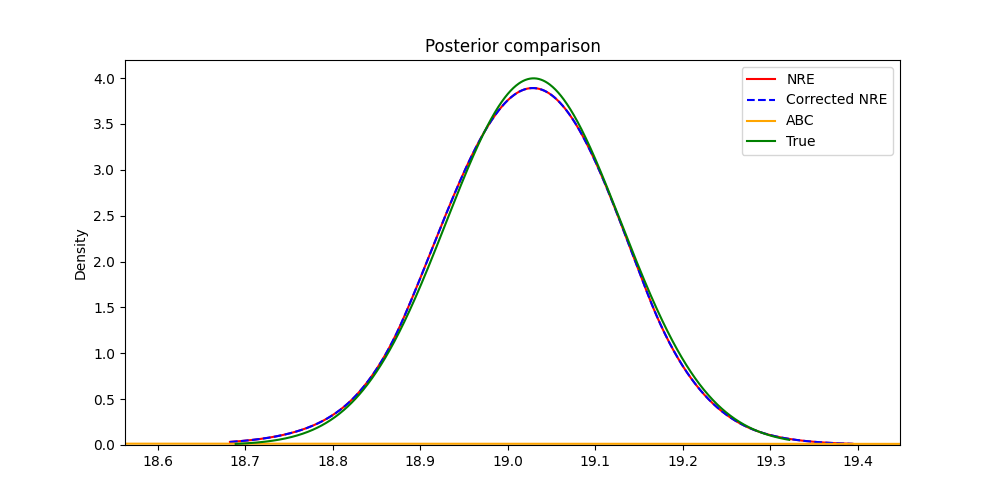 Posterior comparison
NRE
Corrected NRE
ABC
True
Density
4.0
3.5
3.0
2.5
2.0
1.5
1.0
0.5
0.0
18.6 18.7 18.8 18.9 19.0 19.1 19.2 19.3 19.4